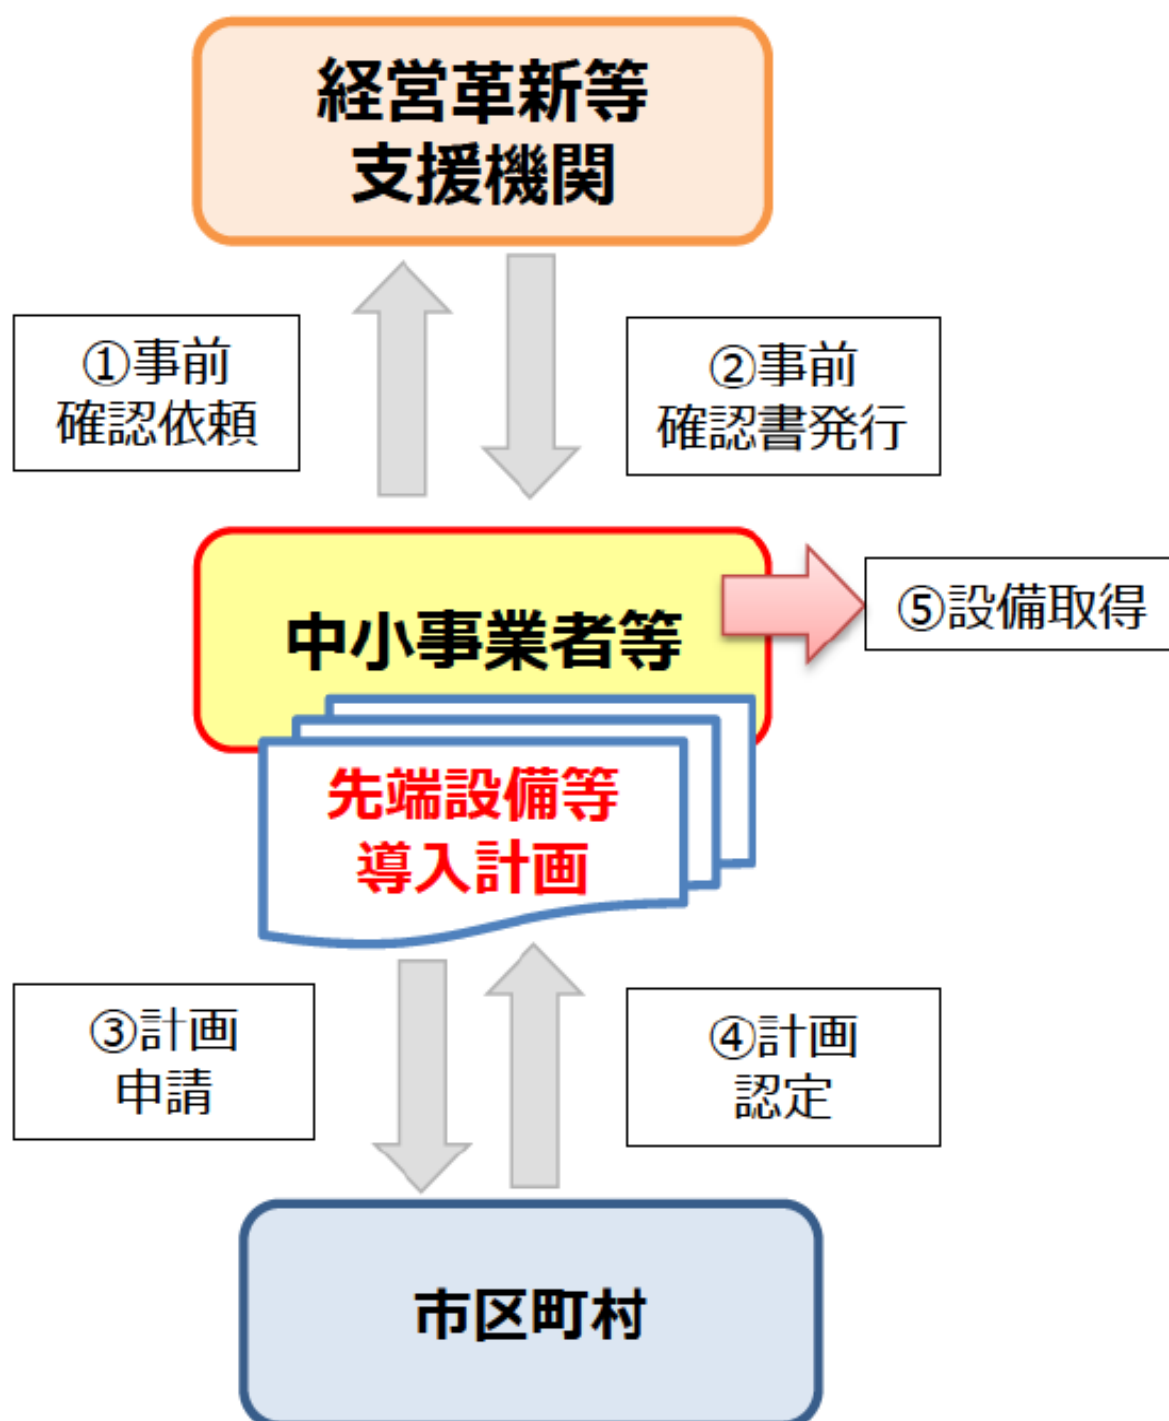 経営革新等
支援機関
①事前
確認依頼
②事前
確認書発行
中小事業者等
⑤設備取得
先端設備等
導入計画
③計画
申請
④計画
認定
市区町村